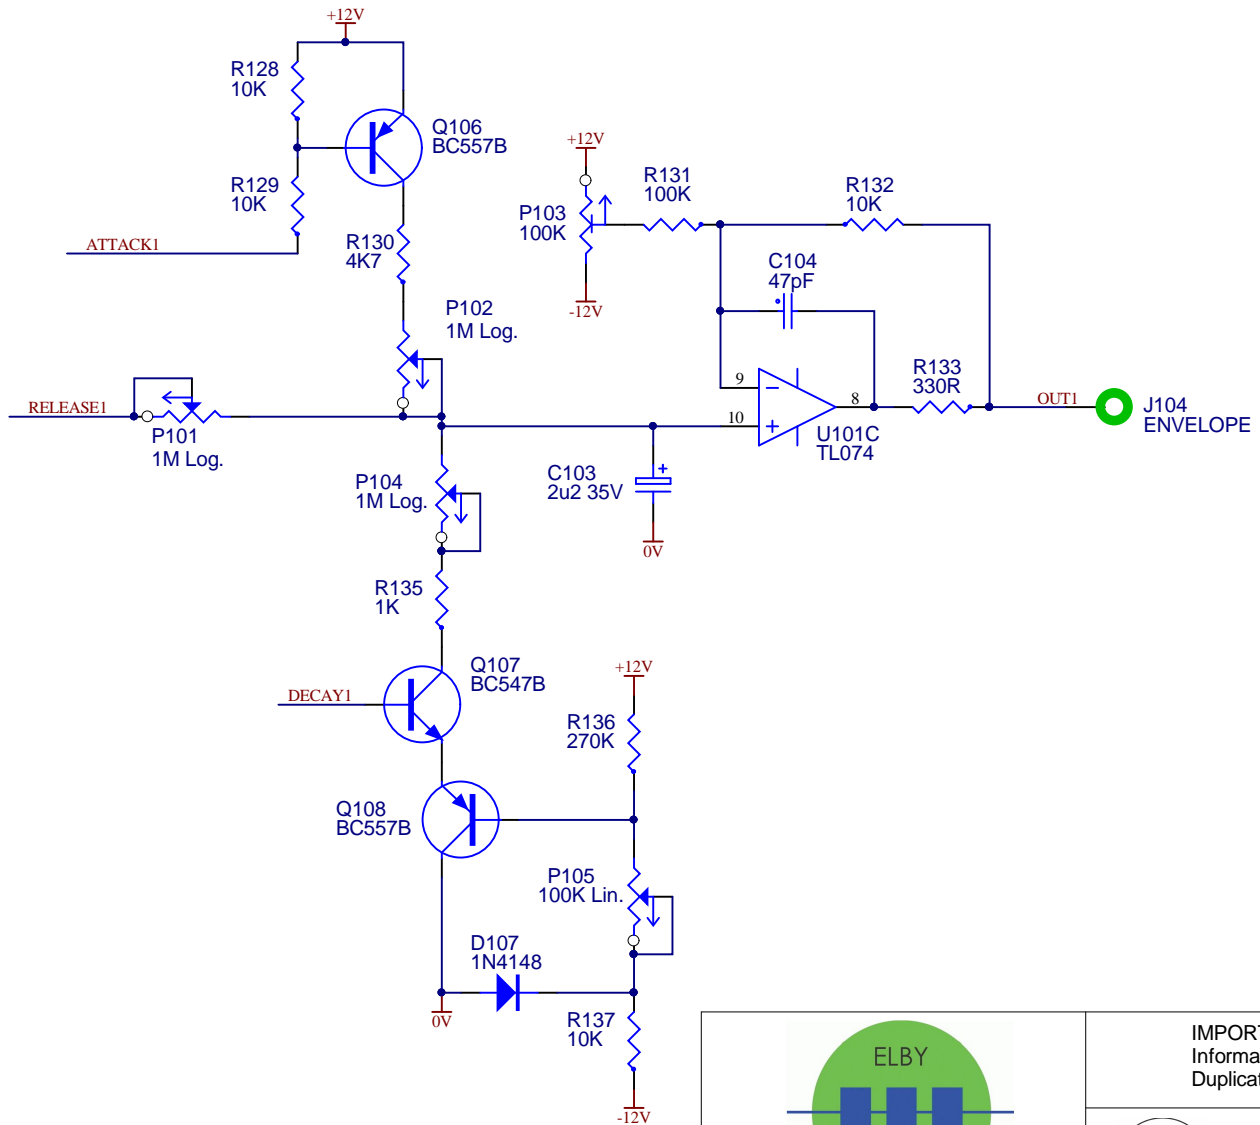 +12V
R128
10K
Q106
BC557B
R129
10K
ATTACK1
R130
4K7
P102
1M Log.
RELEASE1
P101
1M Log.
+12V
P103
100K
-12V
R131
100K
R132
10K
C104
47pF
9
10
8
U101C
TL074
R133
330R
OUT1
J104
ENVELOPE
P104
1M Log.
C103
2u2 35V
0V
R135
1K
Q107
BC547B
DECAY1
+12V
R136
270K
Q108
BC557B
P105
100K Lin.
D107
1N4148
0V
R137
10K
-12V
ELBY
IMPORT
Informa
Duplicat